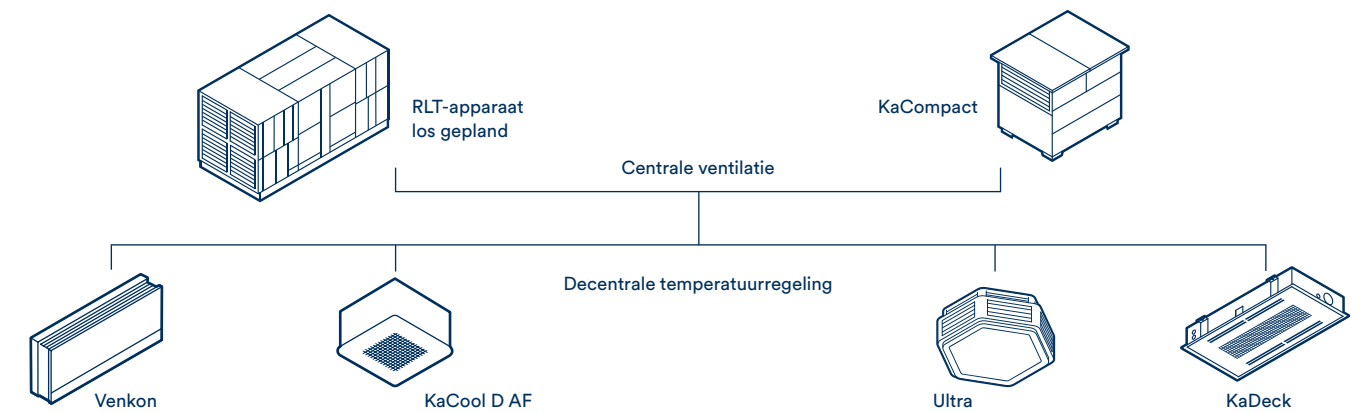 RLT-apparaat
los gepland
KaCompact
Centrale ventilatie
Decentrale temperatuurregeling
Venkon
KaCool D AF
Ultra
KaDeck